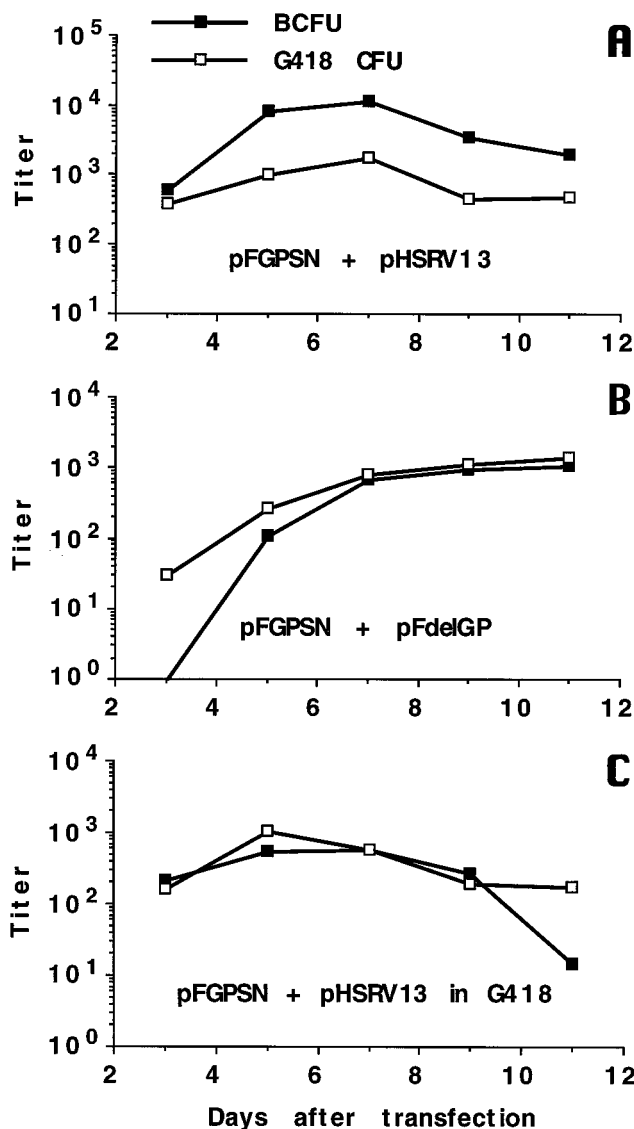 BCFU
G418 CFU
A
10^5
10^4
10^3
10^2
10^1
Titer
pFGPSN + pHSRV13
2 4 6 8 10 12
B
10^4
10^3
10^2
10^1
10^0
Titer
pFGPSN + pFdelGP
2 4 6 8 10 12
C
10^4
10^3
10^2
10^1
10^0
Titer
pFGPSN + pHSRV13 in G418
2 4 6 8 10 12
Days after transfection